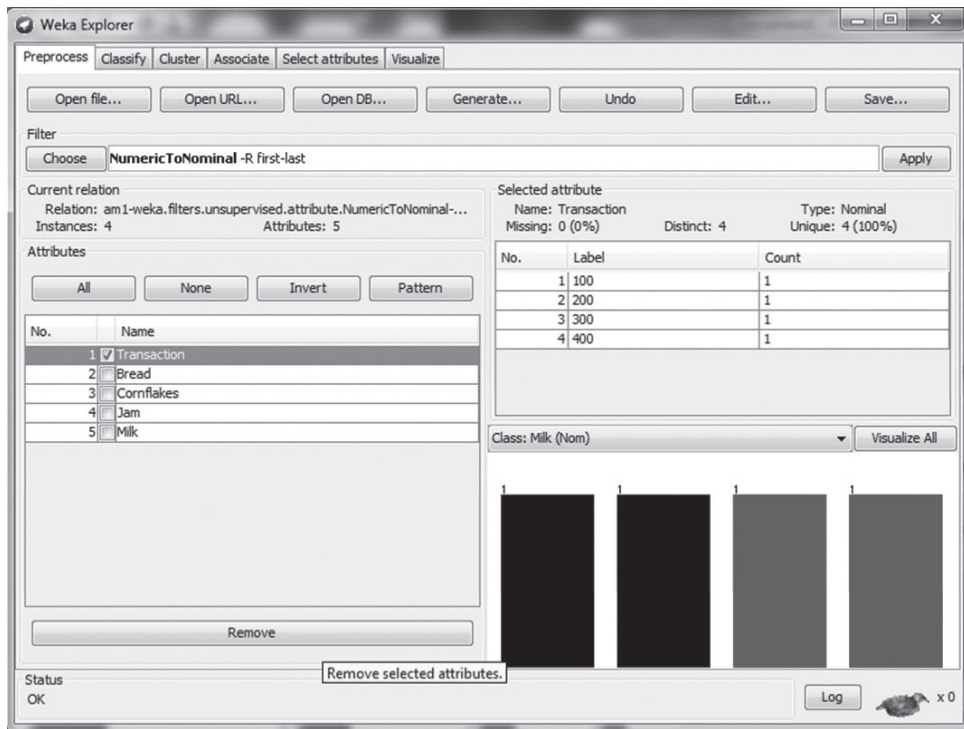 Weka Explorer
Preprocess Classify Cluster Associate Select attributes Visualize
Open file... Open URL... Open DB... Generate... Undo Edit... Save...
Filter
Choose NumericToNominal -R first-last Apply
Current relation
Relation: am1-weka.filters.unsupervised.attribute.NumericToNominal-...
Instances: 4 Attributes: 5
Attributes
All None Invert Pattern
No. Name
1 Transaction
2 Bread
3 Cornflakes
4 Jam
5 Milk
Remove
Remove selected attributes.
Selected attribute
Name: Transaction Type: Nominal
Missing: 0 (0%) Distinct: 4 Unique: 4 (100%)
No. Label Count
1 100 1
2 200 1
3 300 1
4 400 1
Class: Milk (Nom) Visualize All
1 1 1 1
Status
OK
Log x 0